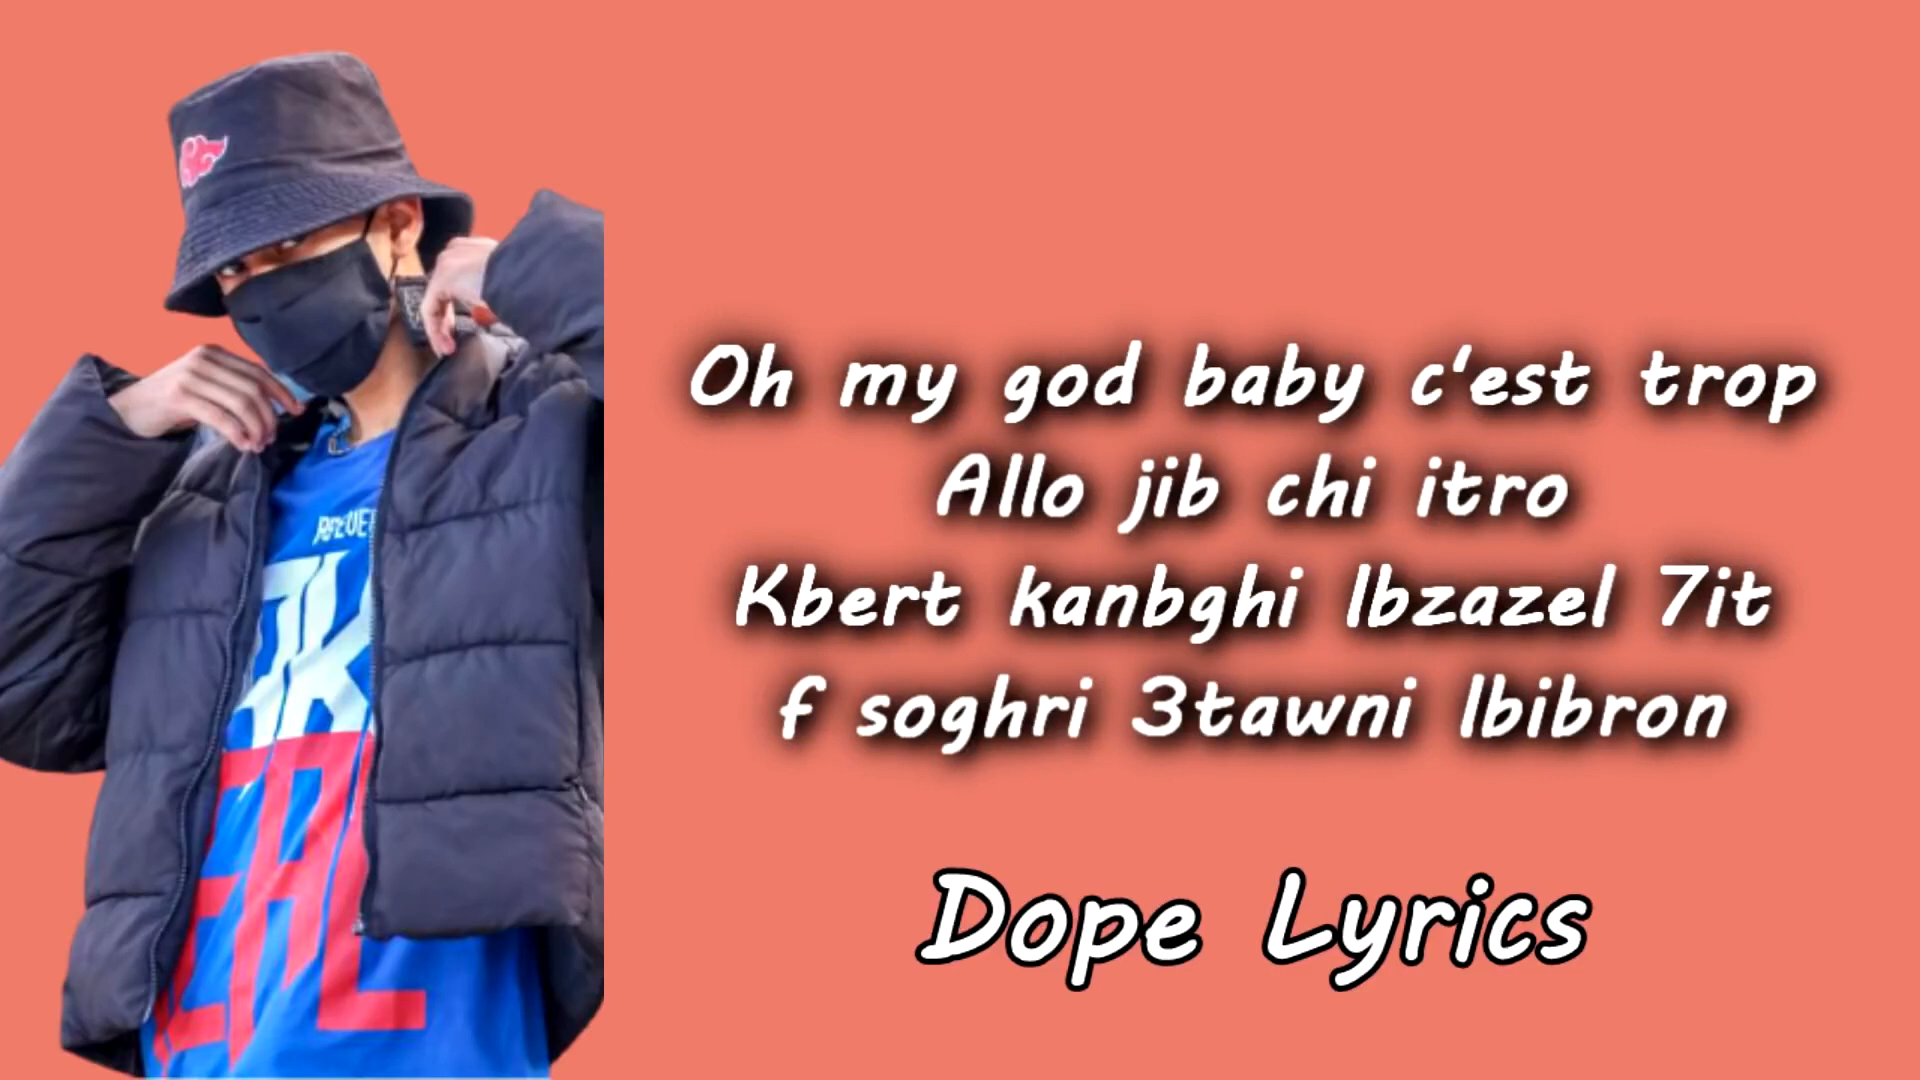 Oh my god baby c'est trop
Allo jib chi itro
Kbert kanbghi lbzazel 7it
f soghri 3tawni lbibron
Dope Lyrics